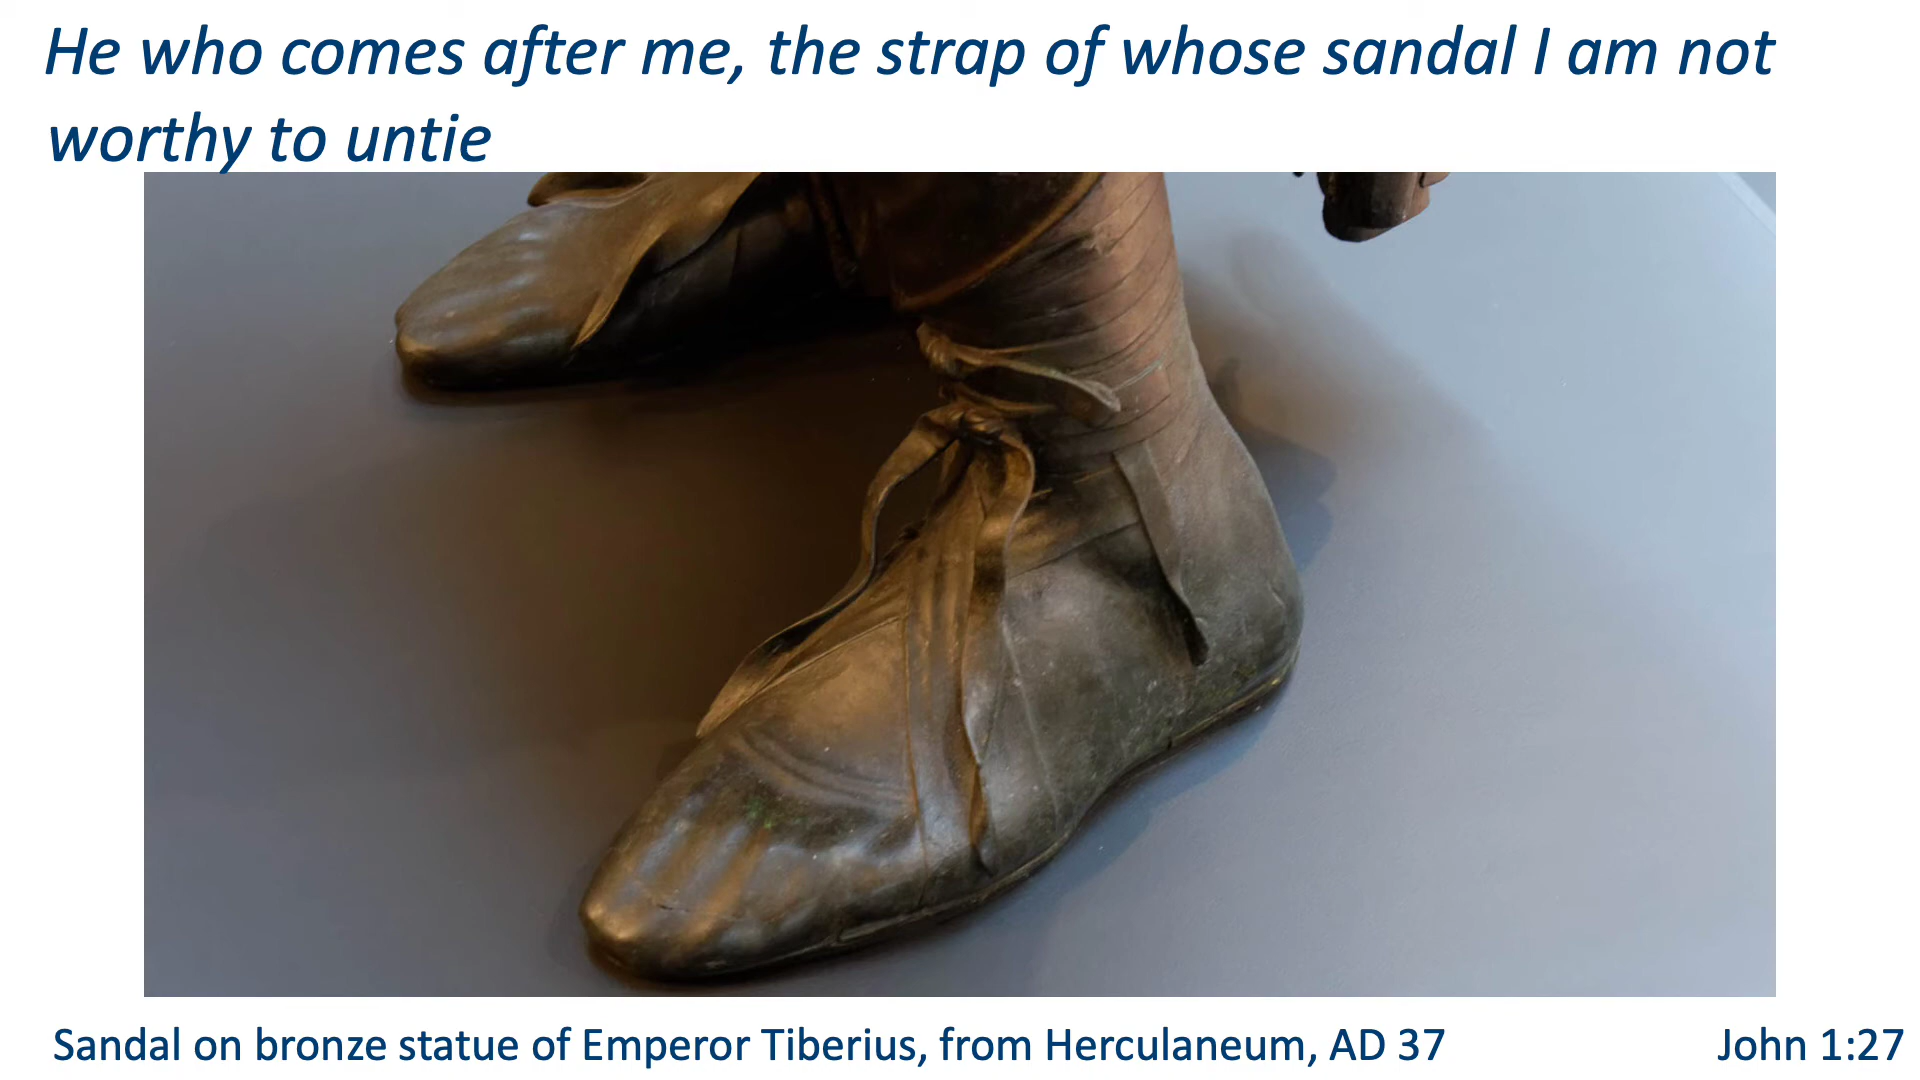 He who comes after me, the strap of whose sandal I am not
worthy to untie
Sandal on bronze statue of Emperor Tiberius, from Herculaneum, AD 37
John 1:27